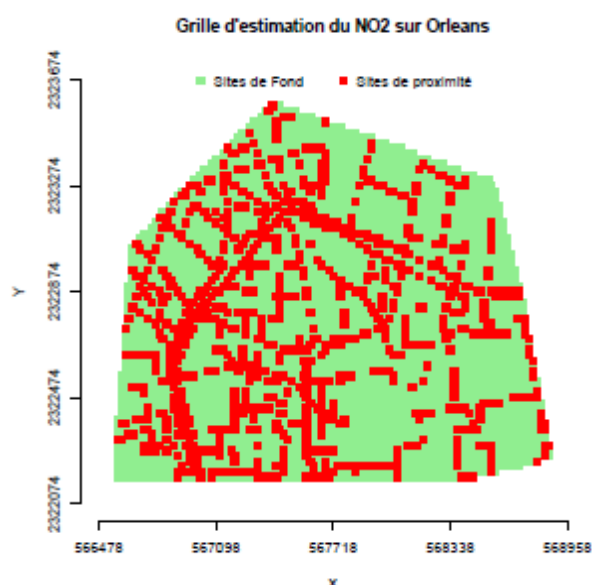 Grille d'estimation du NO2 sur Orleans
Sites de Fond
Sites de proximité
2323674
2323274
2322874
2322474
2322074
Y
566478
567098
567718
568338
568958
X